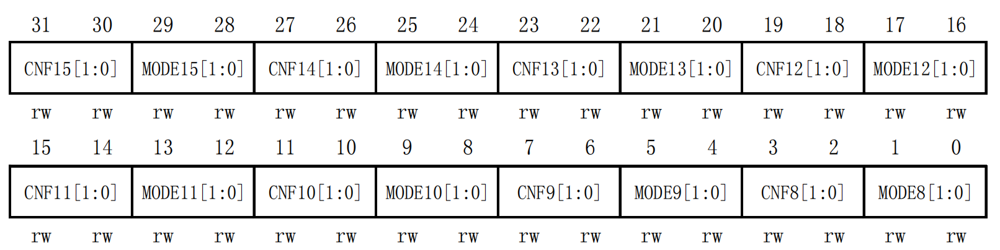 31 30 29 28 27 26 25 24 23 22 21 20 19 18 17 16
CNF15[1:0] MODE15[1:0] CNF14[1:0] MODE14[1:0] CNF13[1:0] MODE13[1:0] CNF12[1:0] MODE12[1:0]
rw rw rw rw rw rw rw rw rw rw rw rw rw rw rw rw
15 14 13 12 11 10 9 8 7 6 5 4 3 2 1 0
CNF11[1:0] MODE11[1:0] CNF10[1:0] MODE10[1:0] CNF9[1:0] MODE9[1:0] CNF8[1:0] MODE8[1:0]
rw rw rw rw rw rw rw rw rw rw rw rw rw rw rw rw